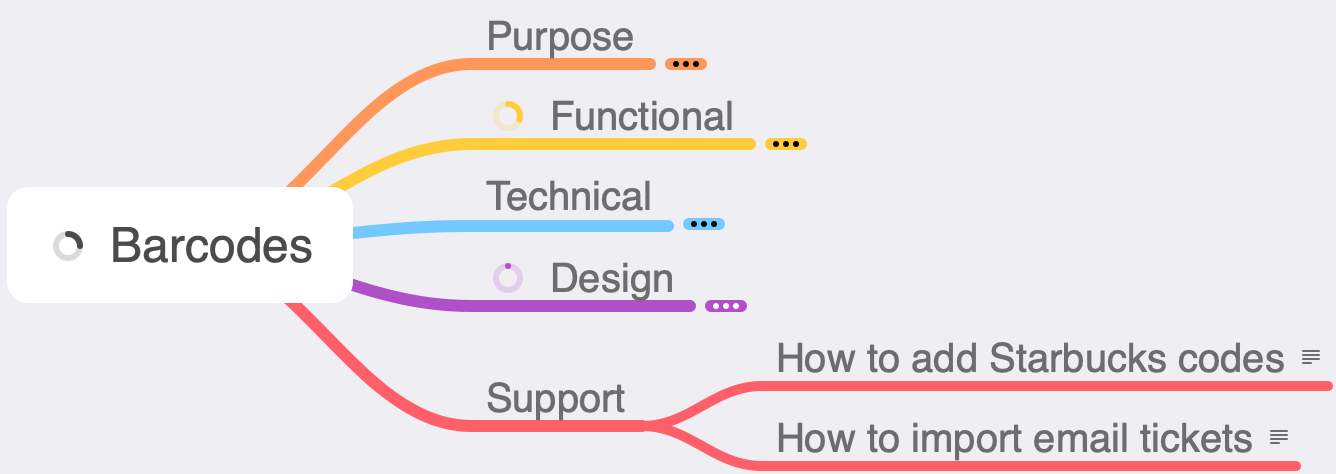 Purpose
Functional
Technical
Barcodes
Design
How to add Starbucks codes
Support
How to import email tickets